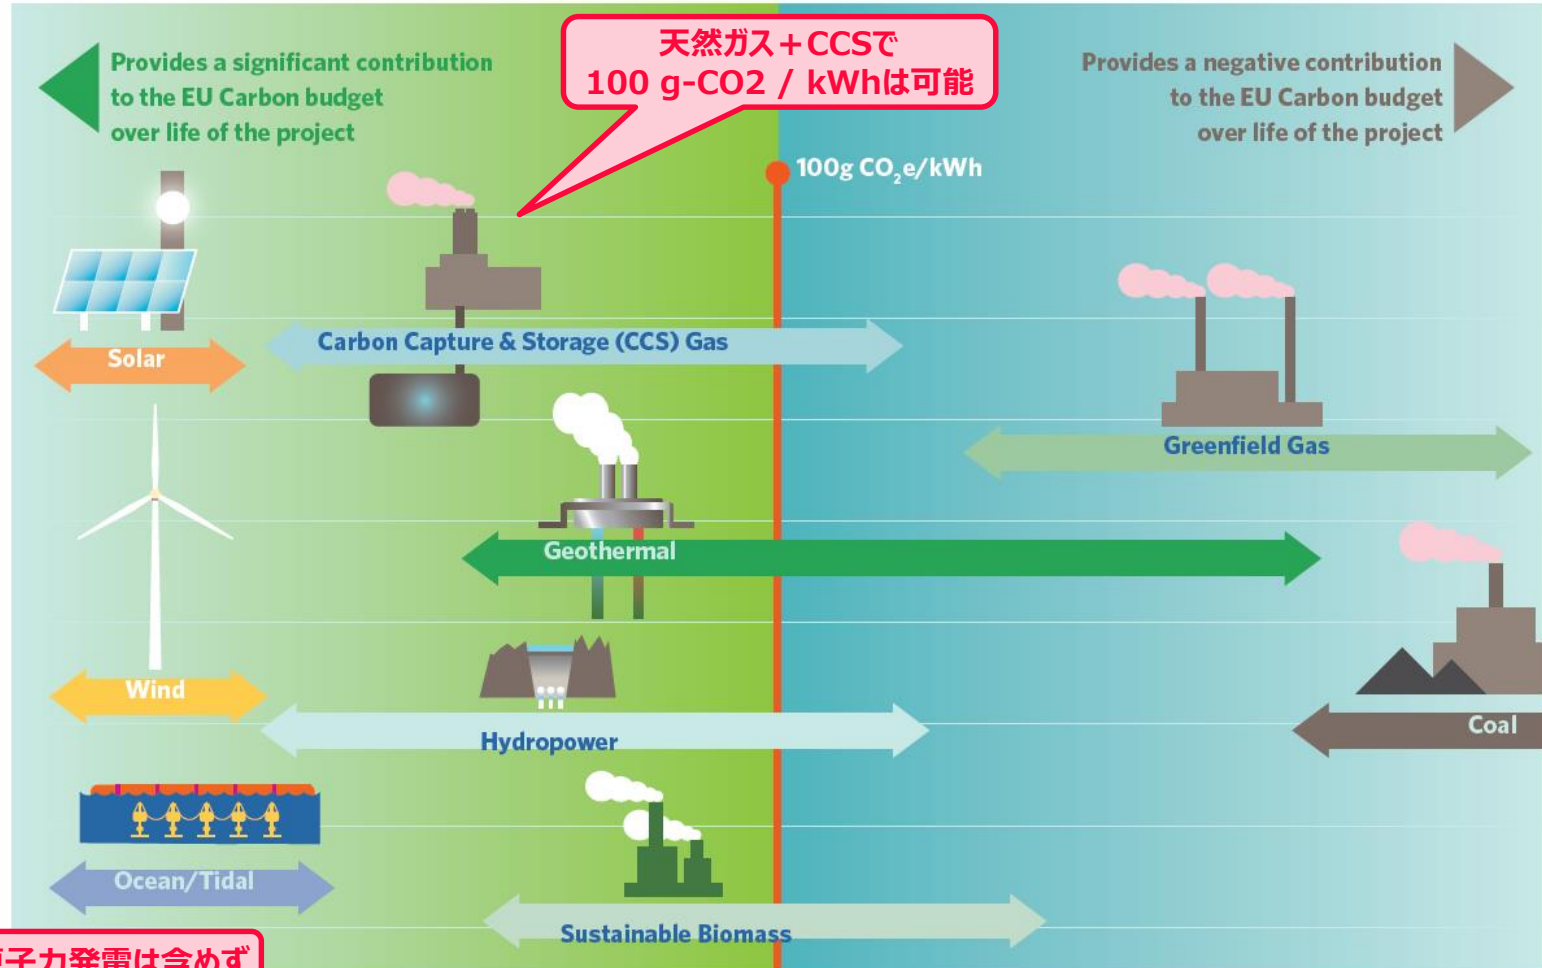 天然ガス＋CCSで
100 g-CO2 / kWhは可能
Provides a significant contribution
to the EU Carbon budget
over life of the project
Provides a negative contribution
to the EU Carbon budget
over life of the project
100g CO₂e/kWh
Carbon Capture & Storage (CCS) Gas
Solar
Greenfield Gas
Geothermal
Wind
Hydropower
Coal
Ocean/Tidal
Sustainable Biomass
原子力発電は含めず